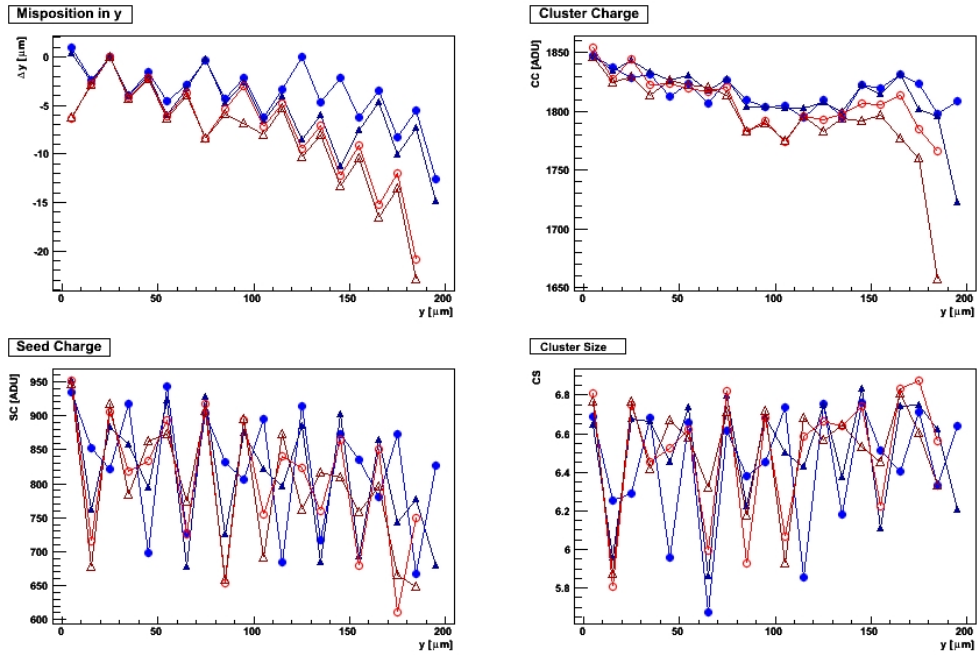 Misposition in y
Δy [μm]
0
-5
-10
-15
-20
0 50 100 150 200
y [μm]
Cluster Charge
CC [ADU]
1850
1800
1750
1700
1650
0 50 100 150 200
y [μm]
Seed Charge
SC [ADU]
950
900
850
800
750
700
650
600
0 50 100 150 200
y [μm]
Cluster Size
CS
6.8
6.6
6.4
6.2
6
5.8
0 50 100 150 200
y [μm]